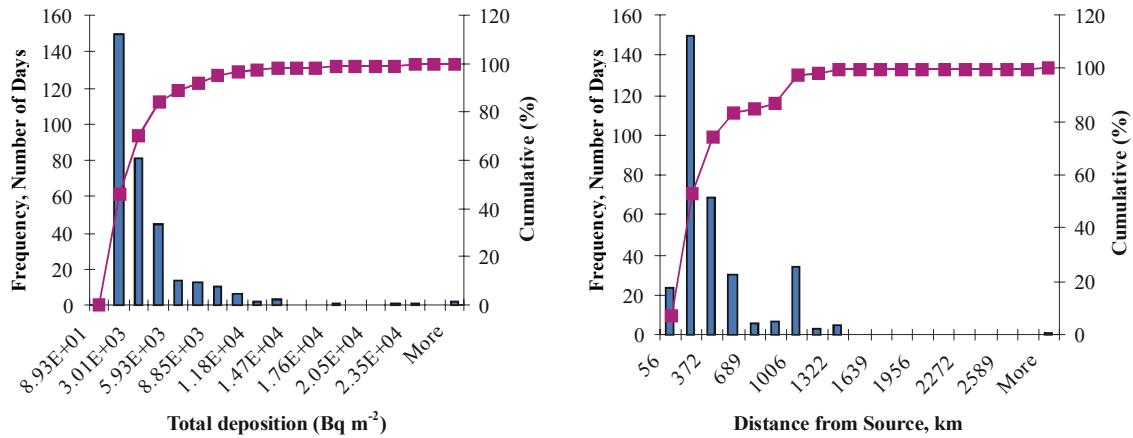 160
140
120
100
80
60
40
20
0
Frequency, Number of Days
120
100
80
60
40
20
0
Cumulative (%)
8.93E+01
3.01E+03
5.93E+03
8.85E+03
1.18E+04
1.47E+04
1.76E+04
2.05E+04
2.35E+04
More
Total deposition (Bq m-2)
160
140
120
100
80
60
40
20
0
Frequency, Number of Days
120
100
80
60
40
20
0
Cumulative (%)
56
372
689
1006
1322
1639
1956
2272
2589
More
Distance from Source, km